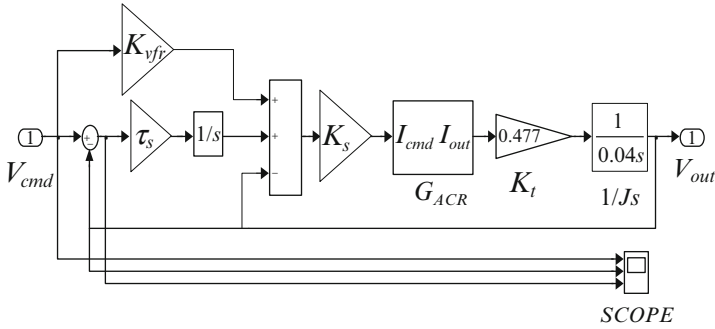 K_vfr
1
V_cmd
+
−
τ_s
1/s
+
+
−
K_s
I_cmd I_out
G_ACR
0.477
K_t
1
0.04s
1/Js
1
V_out
SCOPE